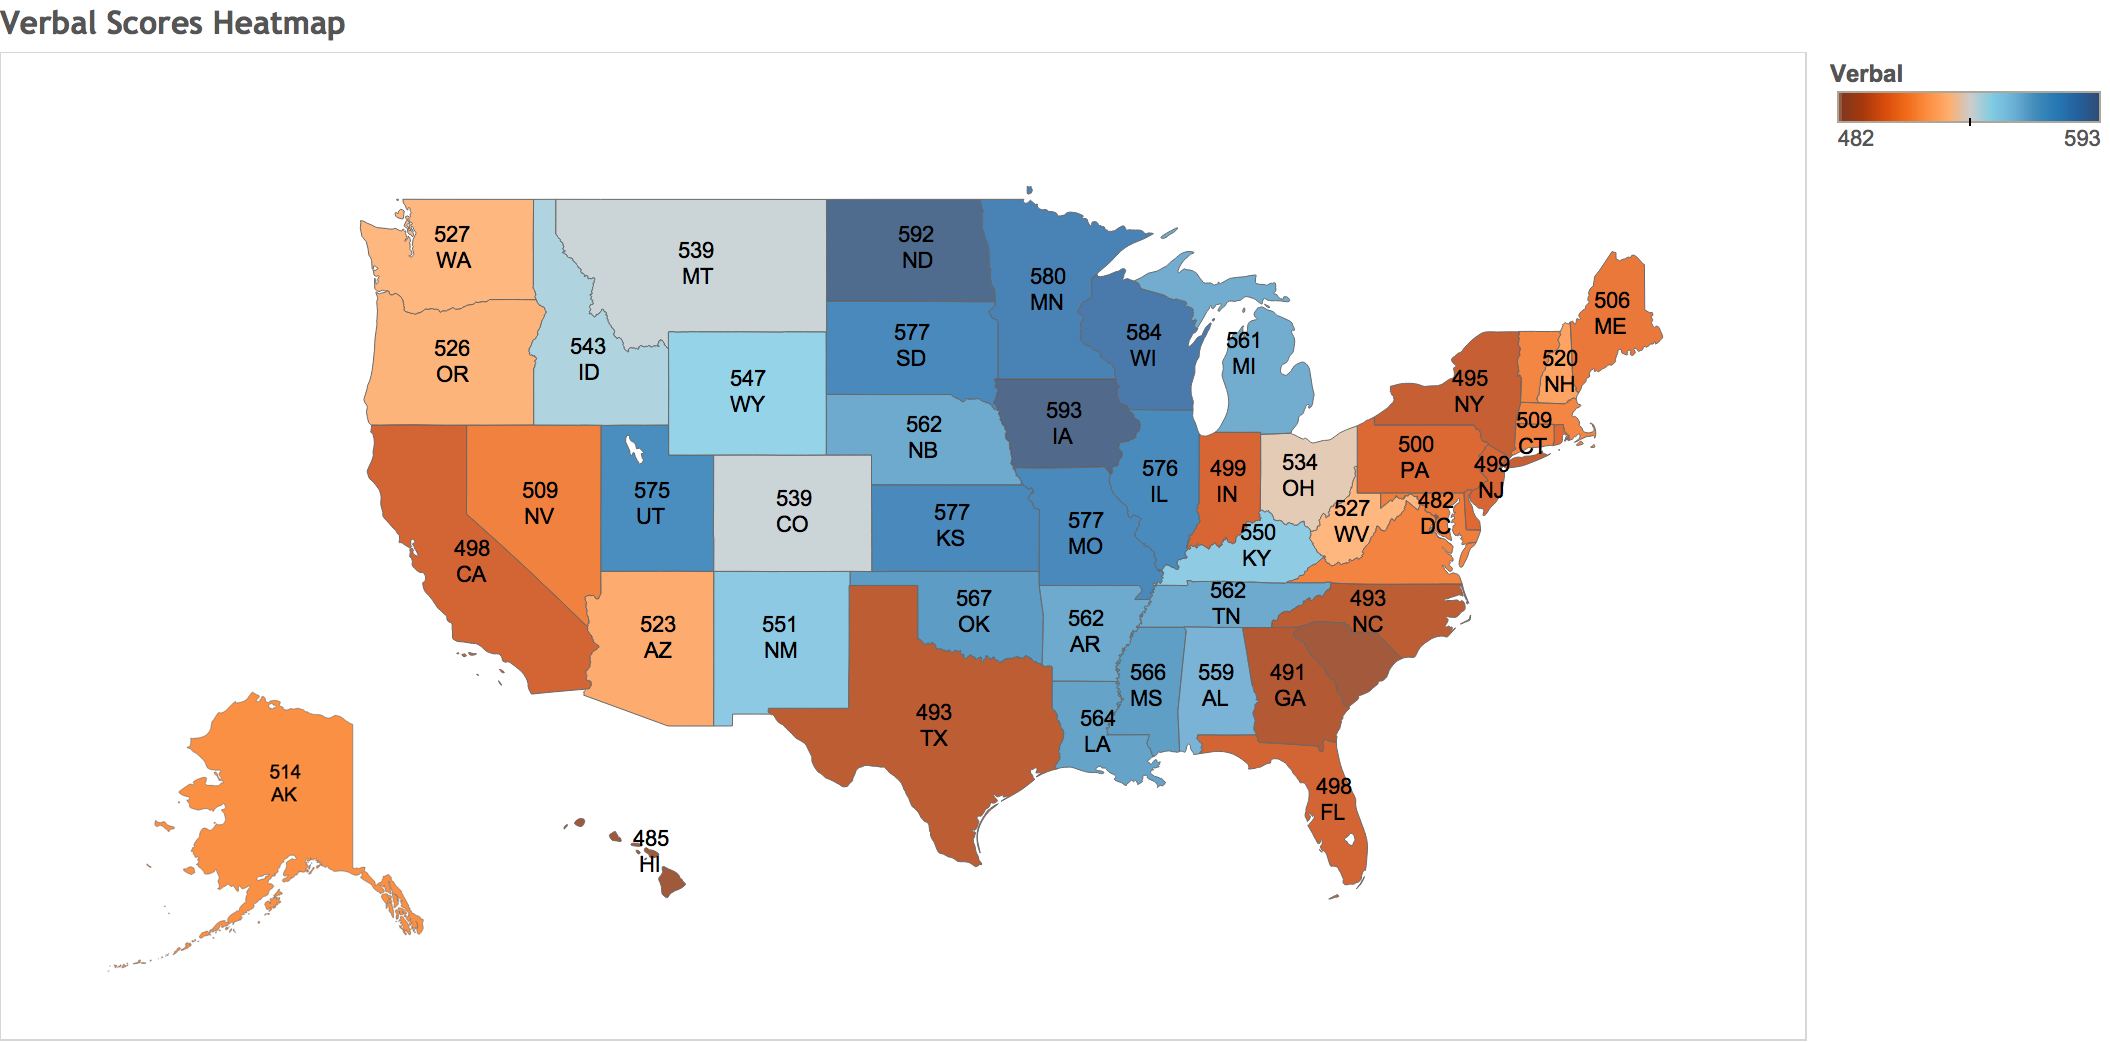 Verbal Scores Heatmap
Verbal
482 593
527
WA
539
MT
592
ND
580
MN
506
ME
526
OR
543
ID
547
WY
577
SD
584
WI
561
MI
520
NH
495
NY
562
NB
593
IA
509
CT
500
PA
499
NJ
509
NV
575
UT
539
CO
577
KS
577
MO
576
IL
499
IN
534
OH
527
WV
482
DC
498
CA
550
KY
523
AZ
551
NM
567
OK
562
AR
562
TN
493
NC
493
TX
564
LA
566
MS
559
AL
491
GA
498
FL
514
AK
485
HI